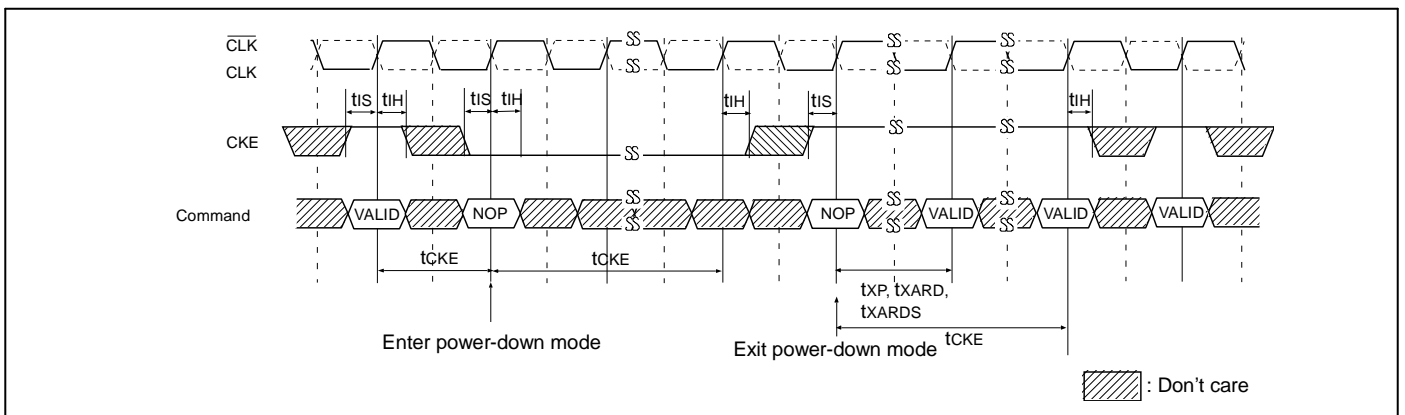 CLK
CLK
tIS tIH tIS tIH tIH tIS tIH
CKE
Command VALID NOP NOP VALID VALID VALID
tCKE tCKE
tXP, tXARD,
tXARDS
tCKE
Enter power-down mode Exit power-down mode
: Don't care